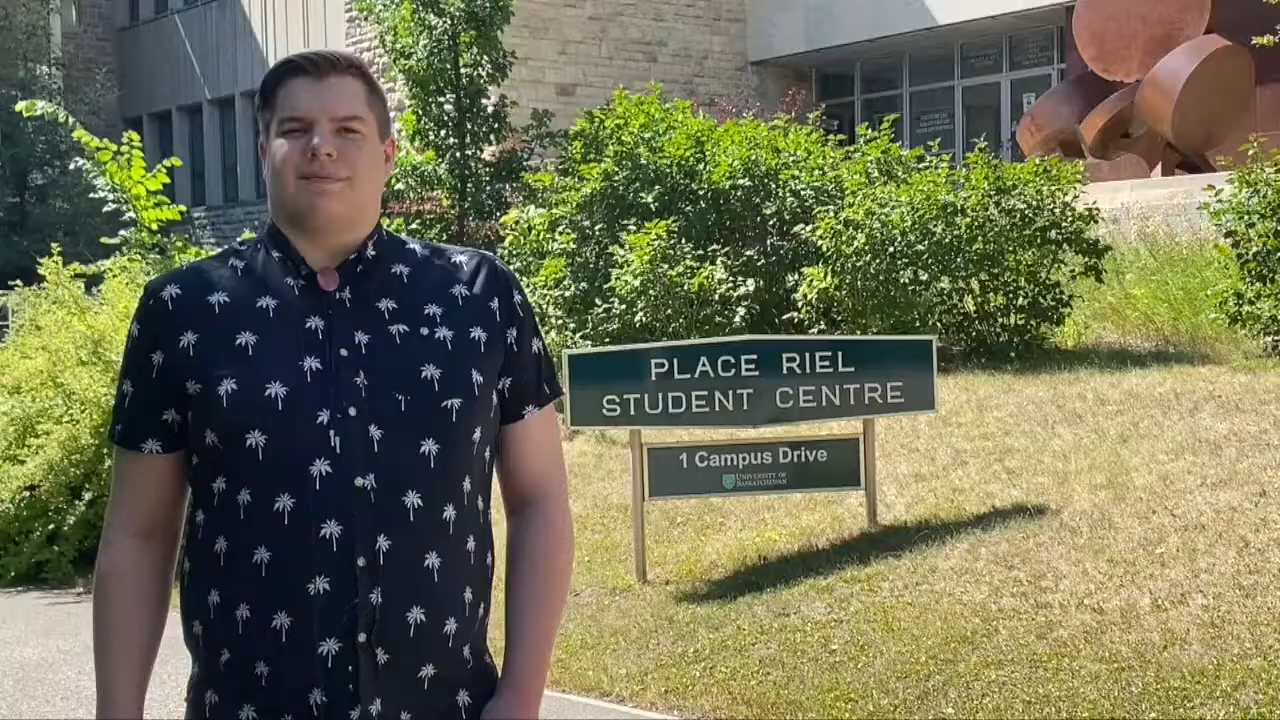 PLACE RIEL
STUDENT CENTRE
1 Campus Drive
UNIVERSITY OF
SASKATCHEWAN